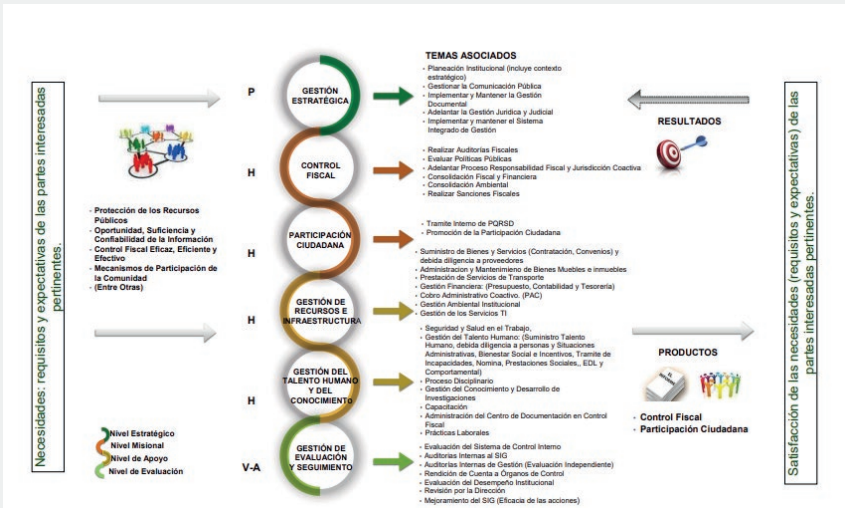 Necesidades: requisitos y expectativas de las partes interesadas
pertinentes.
- Protección de los Recursos
Públicos
- Oportunidad, Suficiencia y
Confiabilidad de la Información
- Control Fiscal Eficaz, Eficiente y
Efectivo
- Mecanismos de Participación de
la Comunidad
- (Entre Otras)
Nivel Estratégico
Nivel Misional
Nivel de Apoyo
Nivel de Evaluación
P
GESTIÓN
ESTRATÉGICA
TEMAS ASOCIADOS
- Planeación Institucional (incluye contexto
estratégico)
- Gestionar la Comunicación Pública
- Implementar y Mantener la Gestión
Documental
- Adelantar la Gestión Jurídica y Judicial
- Implementar y mantener el Sistema
Integrado de Gestión
H
CONTROL
FISCAL
- Realizar Auditorías Fiscales
- Evaluar Políticas Públicas
- Adelantar Proceso Responsabilidad Fiscal y Jurisdicción Coactiva
- Consolidación Fiscal y Financiera
- Consolidación Ambiental
- Realizar Sanciones Fiscales
H
PARTICIPACIÓN
CIUDADANA
- Tramite Interno de PQRSD
- Promoción de la Participación Ciudadana
H
GESTIÓN DE
RECURSOS E
INFRAESTRUCTURA
- Suministro de Bienes y Servicios (Contratación, Convenios) y
debida diligencia a proveedores
- Administracion y Mantenimieno de Bienes Muebles e inmuebles
- Prestación de Servicios de Transporte
- Gestión Financiera: (Presupuesto, Contabilidad y Tesorería)
- Cobro Administrativo Coactivo. (PAC)
- Gestión Ambiental Institucional
- Gestión de los Servicios TI
H
GESTIÓN DEL
TALENTO HUMANO
Y DEL
CONOCIMIENTO
- Seguridad y Salud en el Trabajo,
- Gestión del Talento Humano: (Suministro Talento
Humano, debida diligencia a personas y Situaciones
Administrativas, Bienestar Social e Incentivos, Tramite de
Incapacidades, Nomina, Prestaciones Sociales,, EDL y
Comportamental)
- Proceso Disciplinario
- Gestión del Conocimiento y Desarrollo de
Investigaciones
- Capacitación
- Administración del Centro de Documentación en Control
Fiscal
- Prácticas Laborales
V-A
GESTIÓN DE
EVALUACIÓN
Y SEGUIMIENTO
- Evaluación del Sistema de Control Interno
- Auditorías Internas al SIG
- Auditorías Internas de Gestión (Evaluación Independiente)
- Rendición de Cuenta a Órganos de Control
- Evaluación del Desempeño Institucional
- Revisión por la Dirección
- Mejoramiento del SIG (Eficacia de las acciones)
RESULTADOS
PRODUCTOS
- Control Fiscal
- Participación Ciudadana
Satisfacción de las necesidades (requisitos y expectativas) de las
partes interesadas pertinentes.